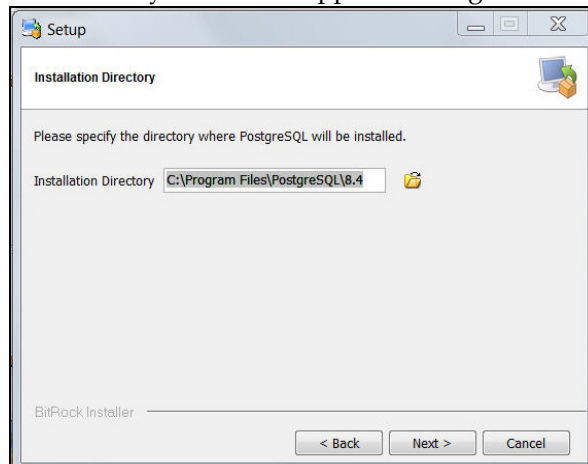 Setup
Installation Directory
Please specify the directory where PostgreSQL will be installed.
Installation Directory C:\Program Files\PostgreSQL\8.4
BitRock Installer
< Back Next > Cancel